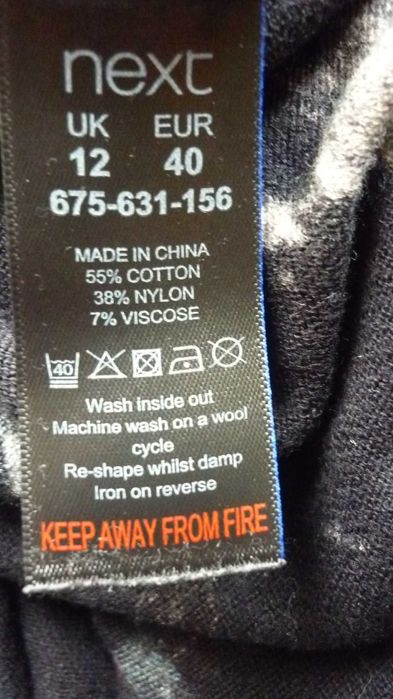 next
UK EUR
12 40
675-631-156
MADE IN CHINA
55% COTTON
38% NYLON
7% VISCOSE
40
Wash inside out
Machine wash on a wool
cycle
Re-shape whilst damp
Iron on reverse
KEEP AWAY FROM FIRE